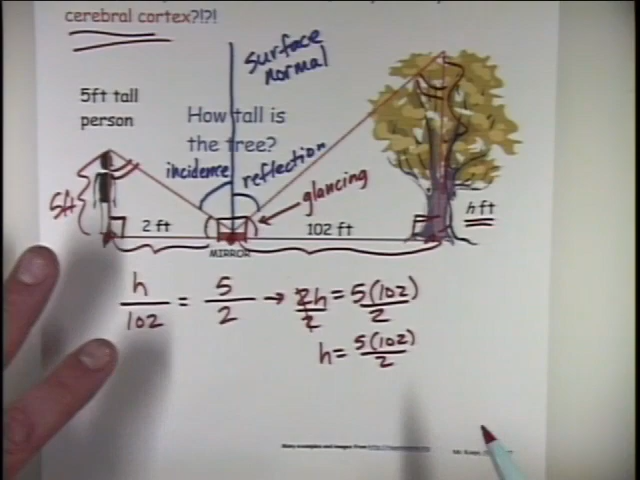 cerebral cortex?!?!
surface
normal
5ft tall
person
How tall is
the tree?
incidence
reflection
glancing
5ft
2 ft
102 ft
h ft
MIRROR
h/102 = 5/2 → 2h/2 = 5(102)/2
h = 5(102)/2